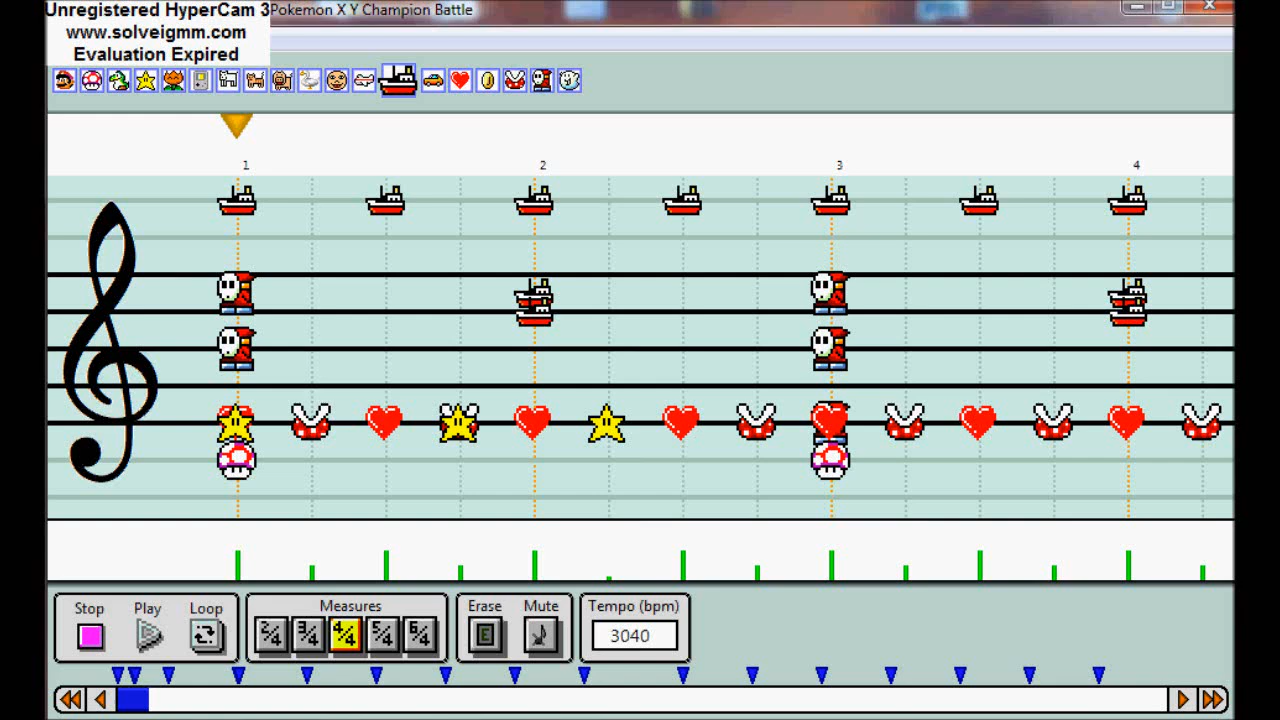 Unregistered HyperCam 3
Pokemon X Y Champion Battle
www.solveigmm.com
Evaluation Expired
1 2 3 4
Stop Play Loop
Measures
2/4 3/4 4/4 5/4 6/4
Erase Mute
E
Tempo (bpm)
3040